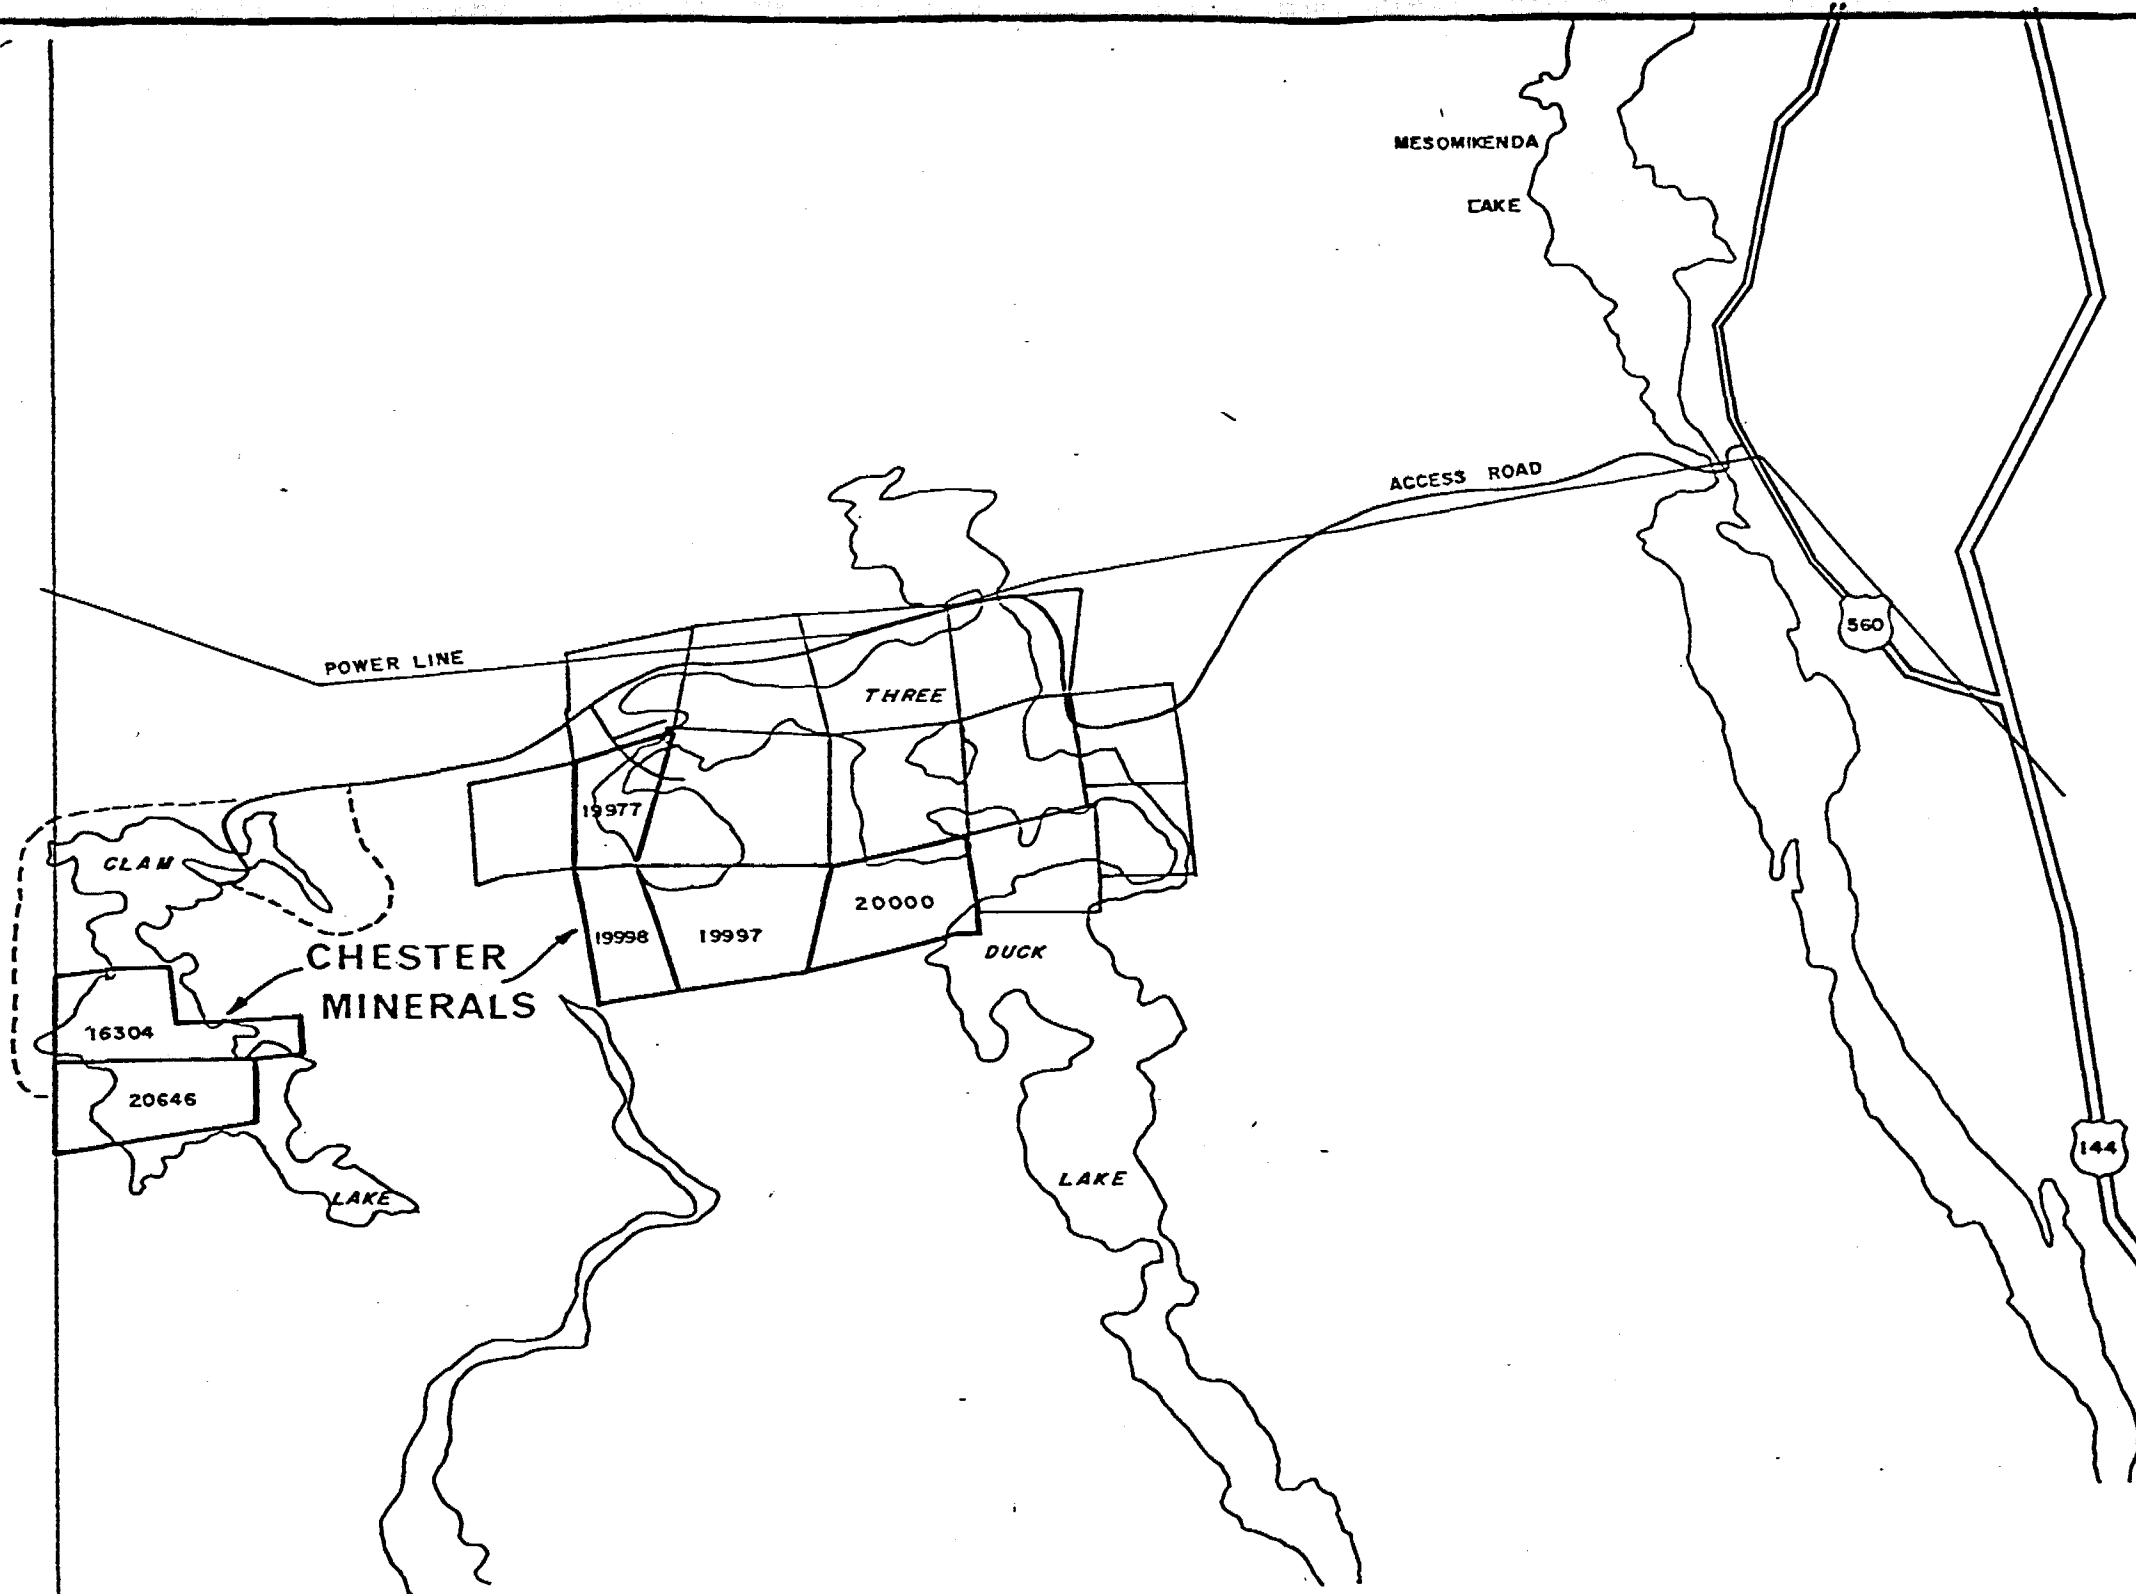 MESOMIKENDA
LAKE
ACCESS ROAD
560
POWER LINE
THREE
19977
CLAM
20000
19998
19997
CHESTER
MINERALS
DUCK
16304
20646
144
LAKE
LAKE